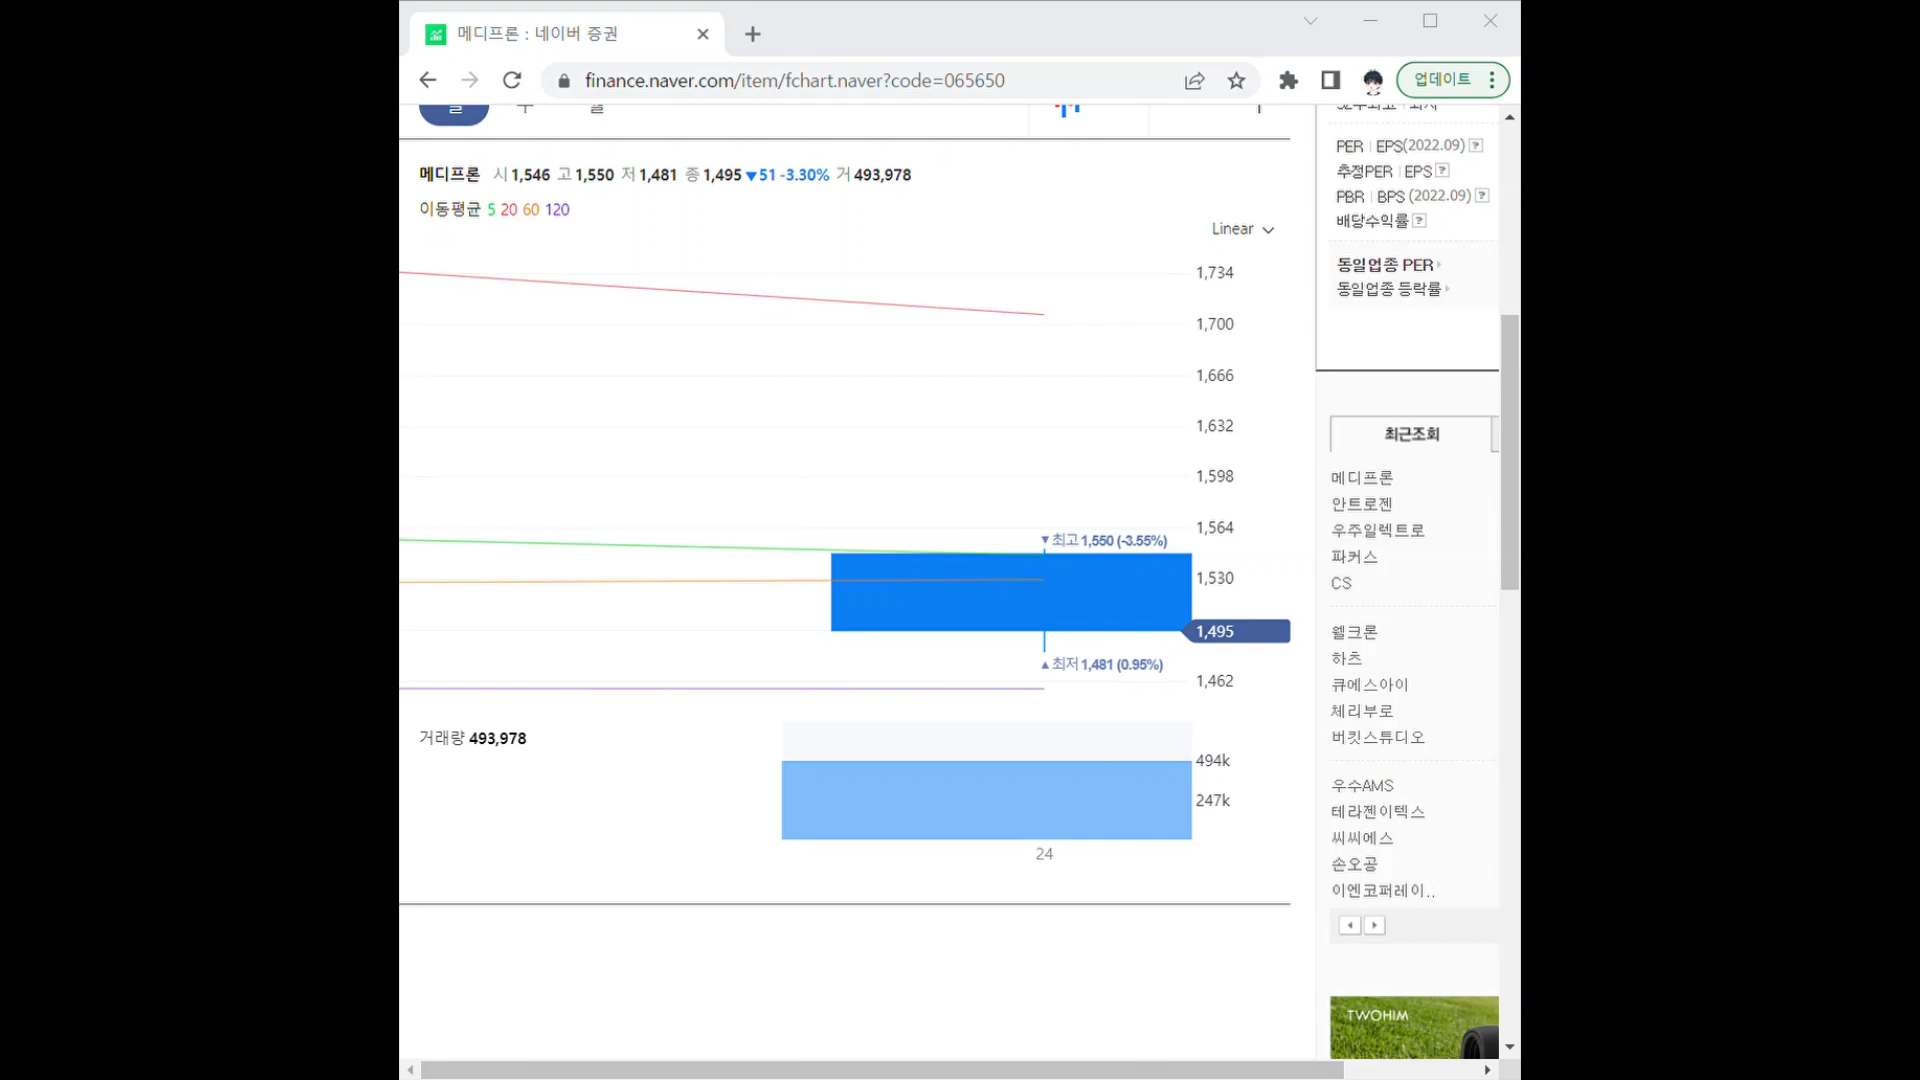 메디프론 : 네이버 증권
finance.naver.com/item/fchart.naver?code=065650
업데이트
메디프론 시 1,546 고 1,550 저 1,481 종 1,495 ▼51 -3.30% 거 493,978
이동평균 5 20 60 120
Linear
1,734
1,700
1,666
1,632
1,598
1,564
1,530
1,495
1,462
▼최고 1,550 (-3.55%)
▲최저 1,481 (0.95%)
거래량 493,978
494k
247k
24
PER | EPS(2022.09) ?
추정PER | EPS ?
PBR | BPS (2022.09) ?
배당수익률 ?
동일업종 PER
동일업종 등락률
최근조회
메디프론
안트로젠
우주일렉트로
파커스
CS
웰크론
하츠
큐에스아이
체리부로
버킷스튜디오
우수AMS
테라젠이텍스
씨씨에스
손오공
이엔코퍼레이..
TWOHIM